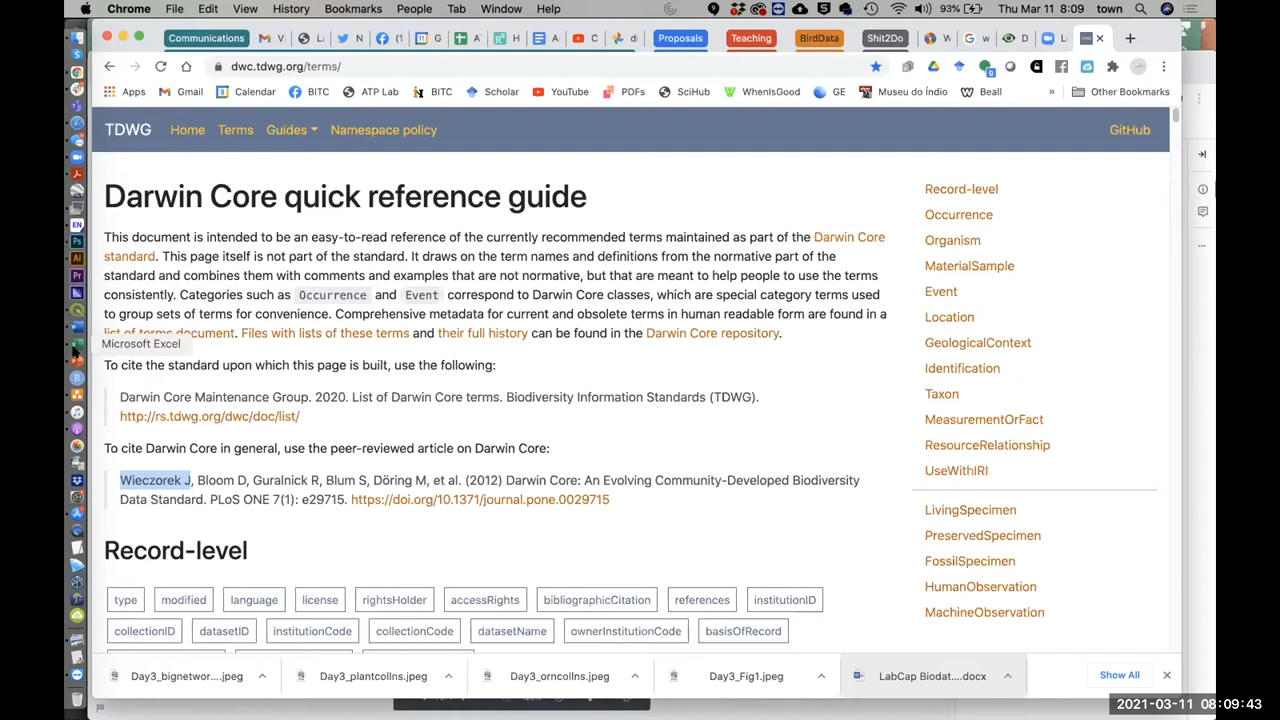 Chrome File Edit View History Bookmarks People Tab Window Help 93% Thu Mar 11 8:09 town
Communications Proposals Teaching BirdData Shit2Do
dwc.tdwg.org/terms/
Apps Gmail Calendar BITC ATP Lab BITC Scholar YouTube PDFs SciHub WhenIsGood GE Museu do Índio Beall » Other Bookmarks
TDWG Home Terms Guides Namespace policy GitHub
Darwin Core quick reference guide
This document is intended to be an easy-to-read reference of the currently recommended terms maintained as part of the Darwin Core
standard. This page itself is not part of the standard. It draws on the term names and definitions from the normative part of the
standard and combines them with comments and examples that are not normative, but that are meant to help people to use the terms
consistently. Categories such as Occurrence and Event correspond to Darwin Core classes, which are special category terms used
to group sets of terms for convenience. Comprehensive metadata for current and obsolete terms in human readable form are found in a
list of terms document. Files with lists of these terms and their full history can be found in the Darwin Core repository.
Microsoft Excel
To cite the standard upon which this page is built, use the following:
Darwin Core Maintenance Group. 2020. List of Darwin Core terms. Biodiversity Information Standards (TDWG).
http://rs.tdwg.org/dwc/doc/list/
To cite Darwin Core in general, use the peer-reviewed article on Darwin Core:
Wieczorek J, Bloom D, Guralnick R, Blum S, Döring M, et al. (2012) Darwin Core: An Evolving Community-Developed Biodiversity
Data Standard. PLoS ONE 7(1): e29715. https://doi.org/10.1371/journal.pone.0029715
Record-level
type modified language license rightsHolder accessRights bibliographicCitation references institutionID
collectionID datasetID institutionCode collectionCode datasetName ownerInstitutionCode basisOfRecord
Record-level
Occurrence
Organism
MaterialSample
Event
Location
GeologicalContext
Identification
Taxon
MeasurementOrFact
ResourceRelationship
UseWithIRI
LivingSpecimen
PreservedSpecimen
FossilSpecimen
HumanObservation
MachineObservation
Day3_bignetwor....jpeg Day3_plantcollns.jpeg Day3_orncollns.jpeg Day3_Fig1.jpeg LabCap Biodat....docx Show All
2021-03-11 08:09:43